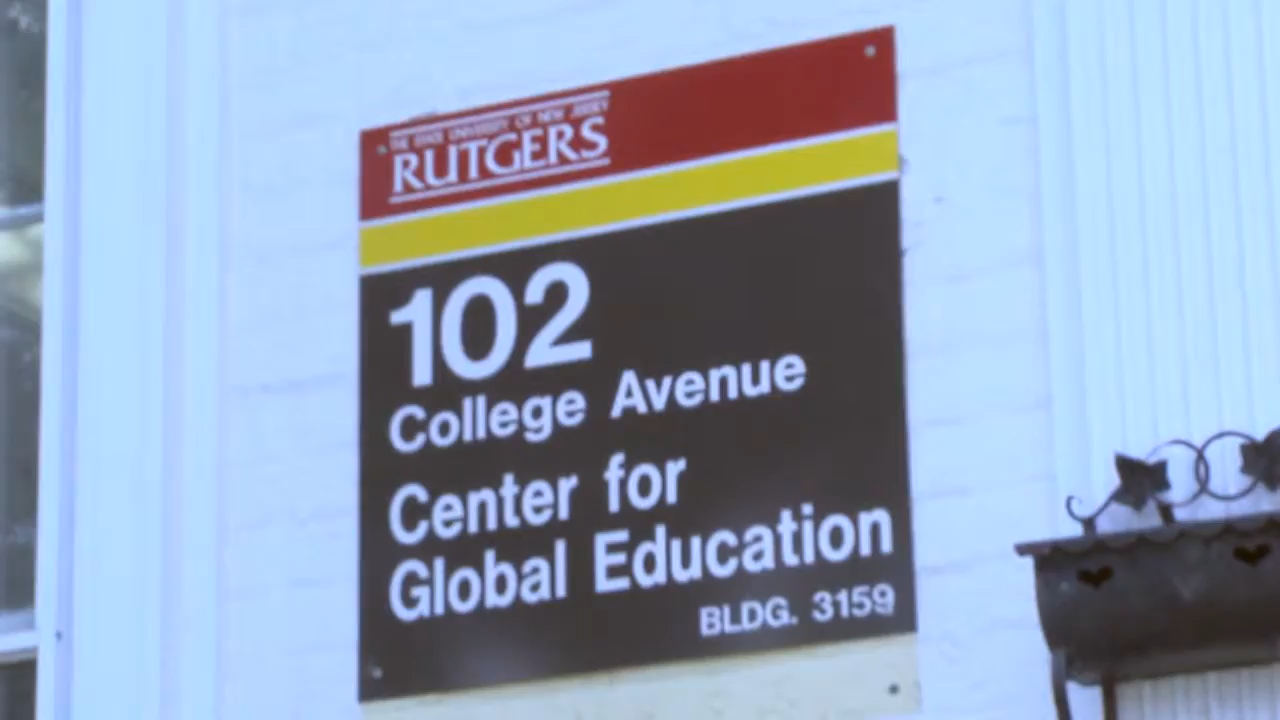 THE STATE UNIVERSITY OF NEW JERSEY
RUTGERS
102
College Avenue
Center for
Global Education
BLDG. 3159